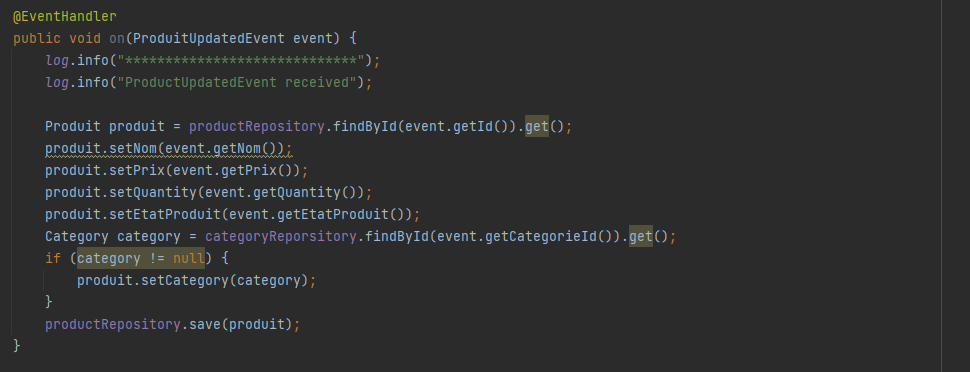 @EventHandler
public void on(ProduitUpdatedEvent event) {
log.info("*****************************");
log.info("ProductUpdatedEvent received");
Produit produit = productRepository.findById(event.getId()).get();
produit.setNom(event.getNom());
produit.setPrix(event.getPrix());
produit.setQuantity(event.getQuantity());
produit.setEtatProduit(event.getEtatProduit());
Category category = categoryReporsitory.findById(event.getCategorieId()).get();
if (category != null) {
produit.setCategory(category);
}
productRepository.save(produit);
}